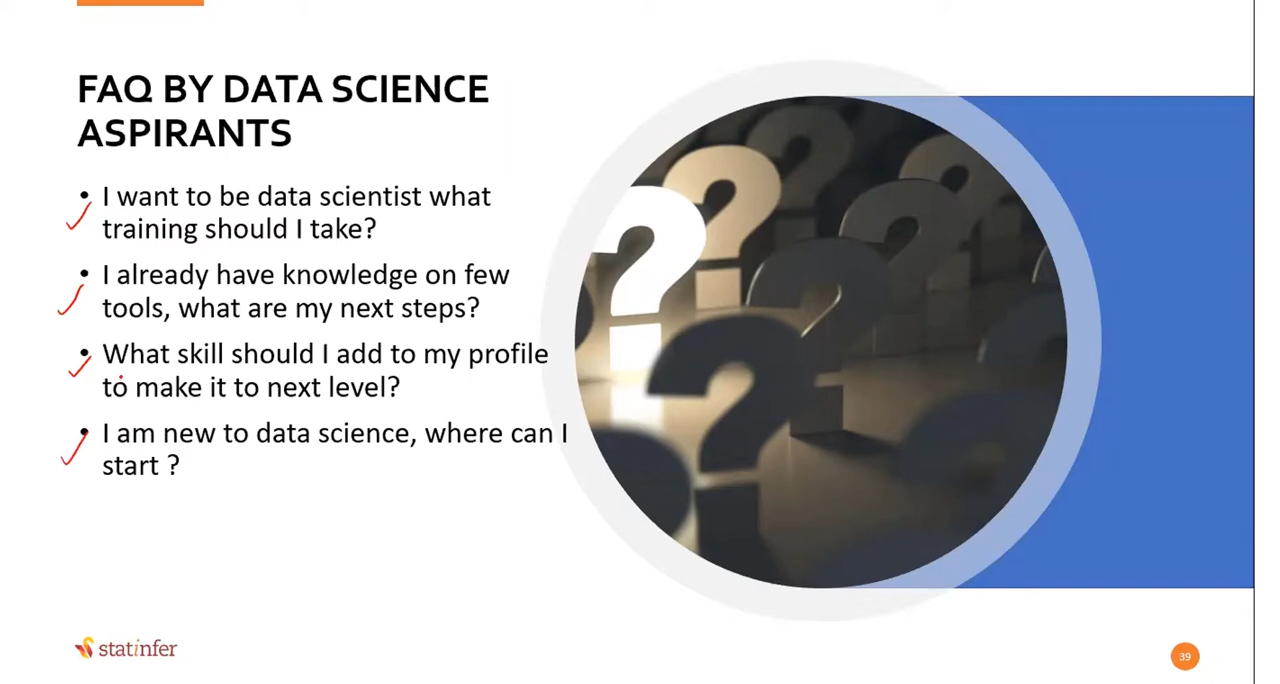 FAQ BY DATA SCIENCE
ASPIRANTS
• I want to be data scientist what
training should I take?
• I already have knowledge on few
tools, what are my next steps?
• What skill should I add to my profile
to make it to next level?
• I am new to data science, where can I
start ?
statinfer
39